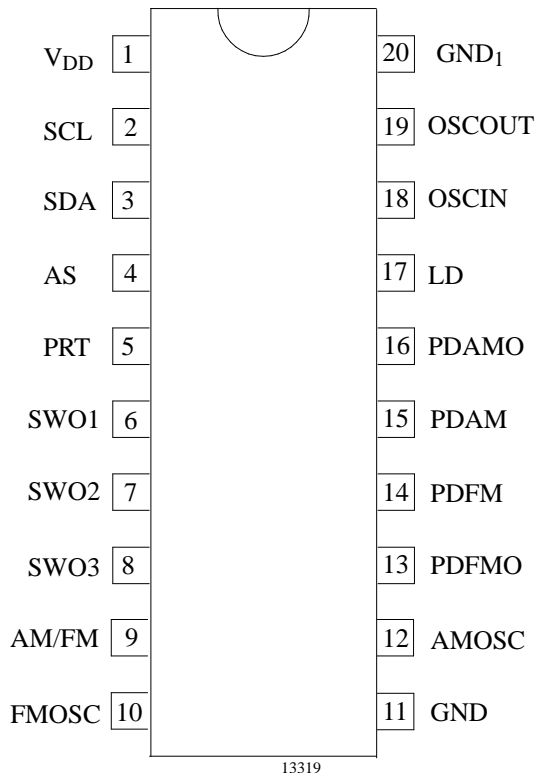 V_DD 1 20 GND₁
SCL 2 19 OSCOUT
SDA 3 18 OSCIN
AS 4 17 LD
PRT 5 16 PDAMO
SWO1 6 15 PDAM
SWO2 7 14 PDFM
SWO3 8 13 PDFMO
AM/FM 9 12 AMOSC
FMOSC 10 11 GND
13319